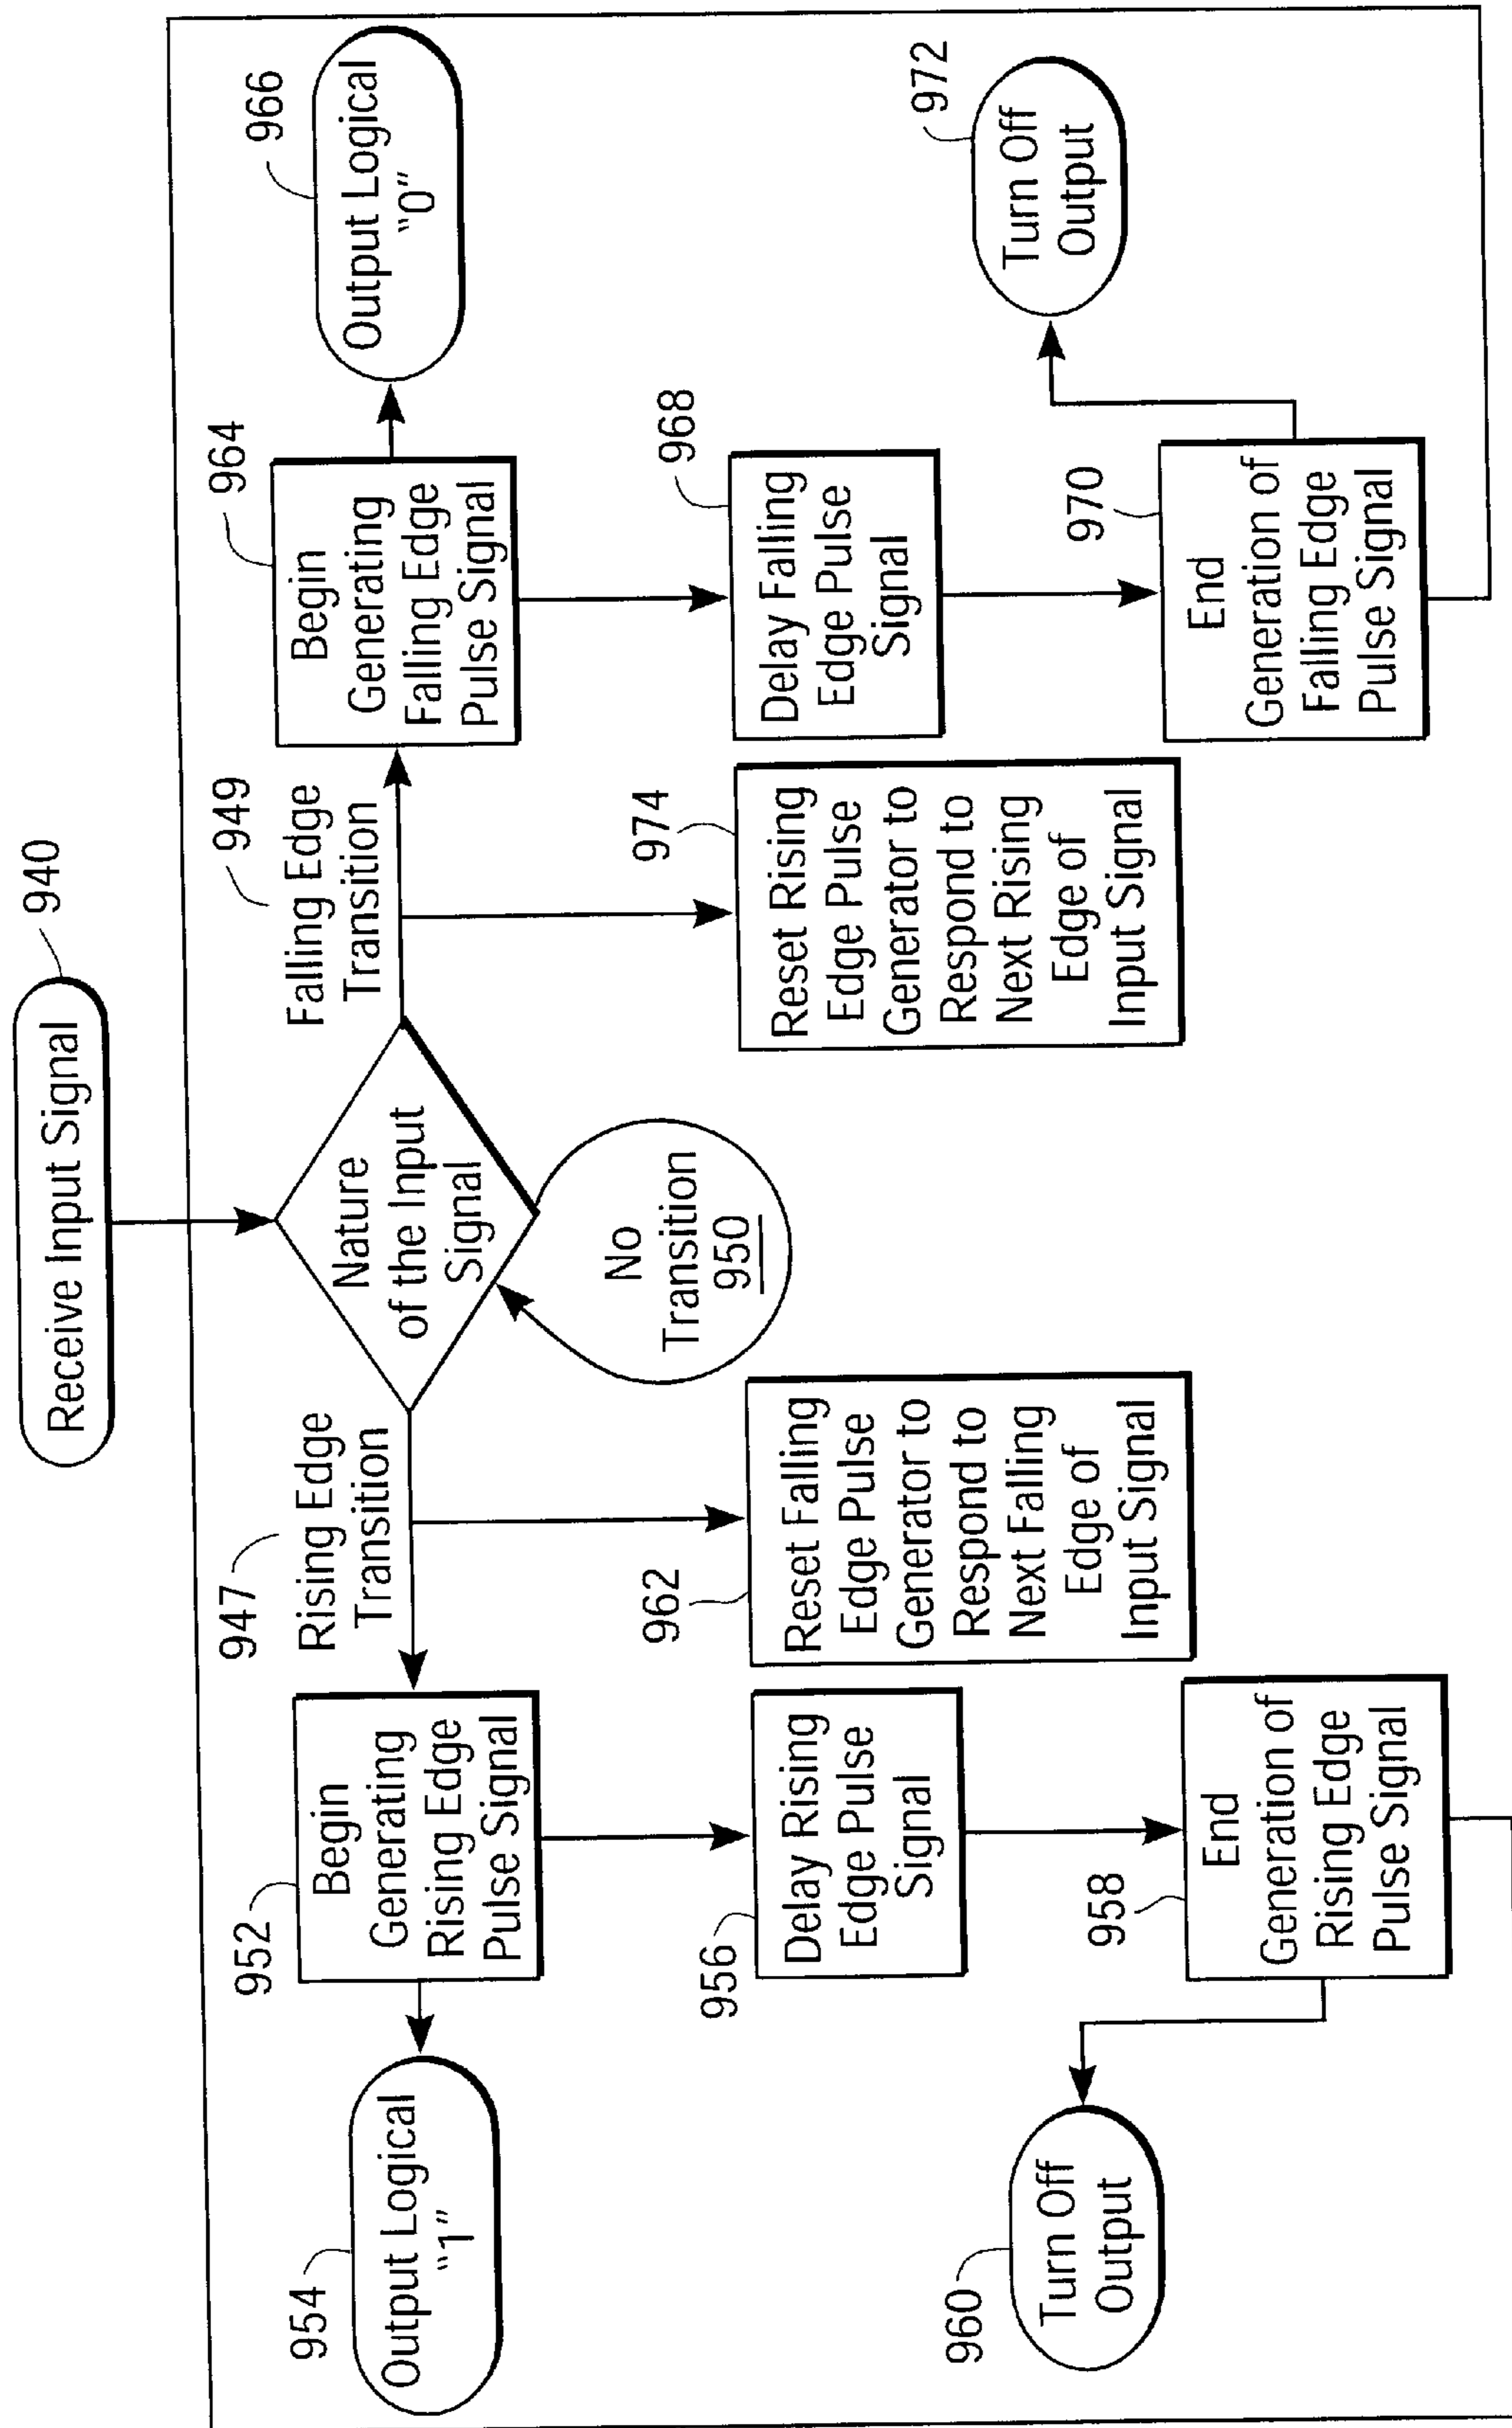 Receive Input Signal
940
Nature
of the Input
Signal
No
Transition
950
947
Rising Edge
Transition
949
Falling Edge
Transition
952
Begin
Generating
Rising Edge
Pulse Signal
954
Output Logical
"1"
956
Delay Rising
Edge Pulse
Signal
958
End
Generation of
Rising Edge
Pulse Signal
960
Turn Off
Output
962
Reset Falling
Edge Pulse
Generator to
Respond to
Next Falling
Edge of
Input Signal
964
Begin
Generating
Falling Edge
Pulse Signal
966
Output Logical
"0"
968
Delay Falling
Edge Pulse
Signal
970
End
Generation of
Falling Edge
Pulse Signal
972
Turn Off
Output
974
Reset Rising
Edge Pulse
Generator to
Respond to
Next Rising
Edge of
Input Signal